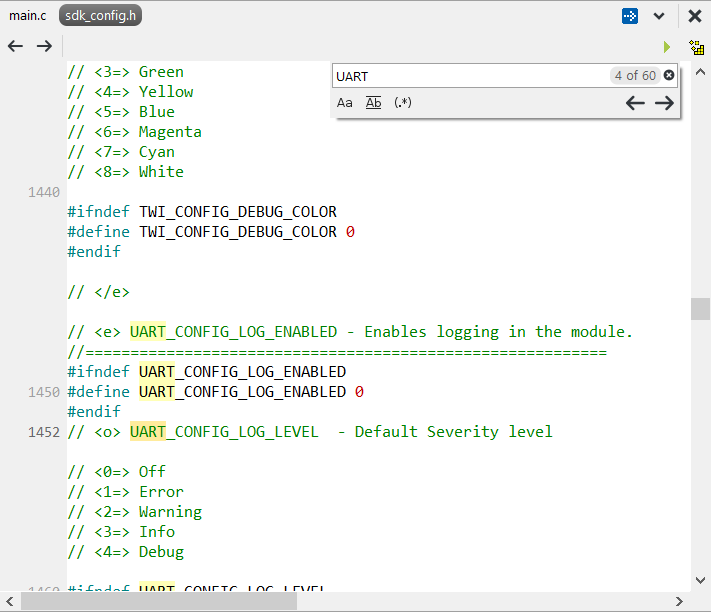 main.c sdk_config.h
// <3=> Green
// <4=> Yellow
// <5=> Blue
// <6=> Magenta
// <7=> Cyan
// <8=> White
UART 4 of 60
Aa Ab (.*)
1440
#ifndef TWI_CONFIG_DEBUG_COLOR
#define TWI_CONFIG_DEBUG_COLOR 0
#endif
// </e>
// <e> UART_CONFIG_LOG_ENABLED - Enables logging in the module.
//==========================================================
#ifndef UART_CONFIG_LOG_ENABLED
1450 #define UART_CONFIG_LOG_ENABLED 0
#endif
1452 // <o> UART_CONFIG_LOG_LEVEL  - Default Severity level
// <0=> Off
// <1=> Error
// <2=> Warning
// <3=> Info
// <4=> Debug
1460 #ifndef UART_CONFIG_LOG_LEVEL